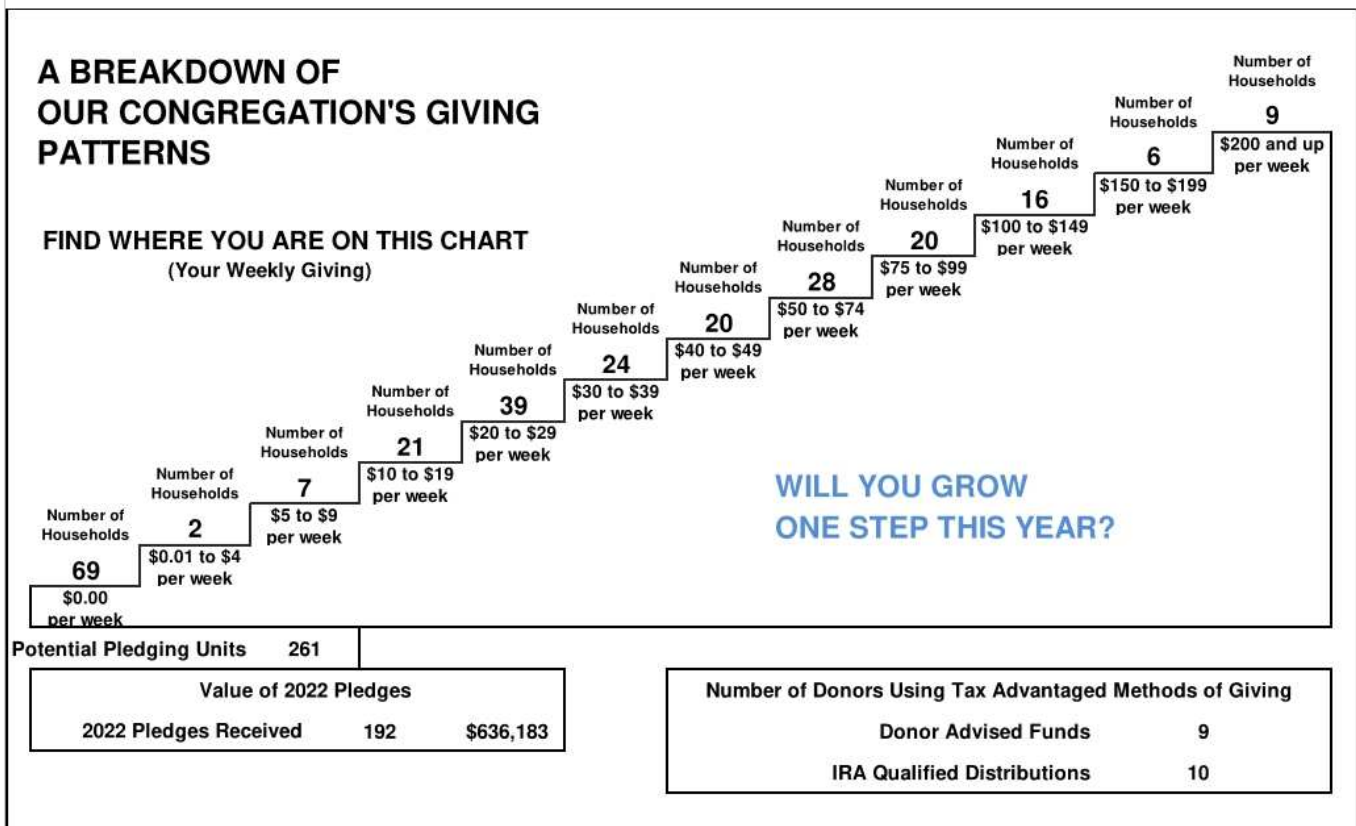 A BREAKDOWN OF
OUR CONGREGATION'S GIVING
PATTERNS
FIND WHERE YOU ARE ON THIS CHART
(Your Weekly Giving)
Number of
Households
69
$0.00
per week
Number of
Households
2
$0.01 to $4
per week
Number of
Households
7
$5 to $9
per week
Number of
Households
21
$10 to $19
per week
Number of
Households
39
$20 to $29
per week
Number of
Households
24
$30 to $39
per week
Number of
Households
20
$40 to $49
per week
Number of
Households
28
$50 to $74
per week
Number of
Households
20
$75 to $99
per week
Number of
Households
16
$100 to $149
per week
Number of
Households
6
$150 to $199
per week
Number of
Households
9
$200 and up
per week
WILL YOU GROW
ONE STEP THIS YEAR?
Potential Pledging Units 261
Value of 2022 Pledges
2022 Pledges Received 192 $636,183
Number of Donors Using Tax Advantaged Methods of Giving
Donor Advised Funds 9
IRA Qualified Distributions 10